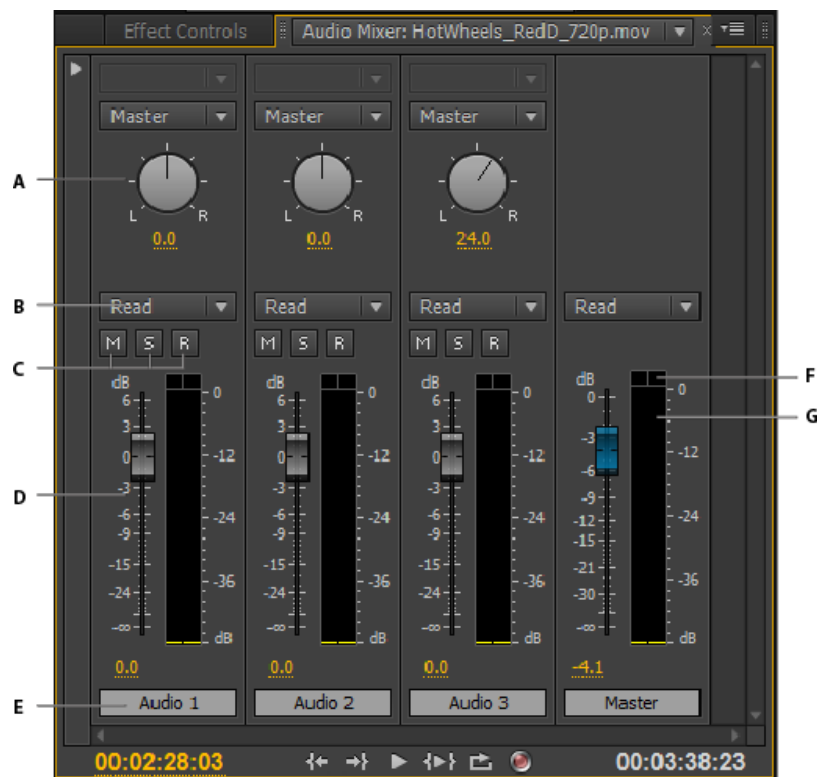 Effect Controls
Audio Mixer: HotWheels_RedD_720p.mov
Master Master Master
A
L R L R L R
0.0 0.0 24.0
B
Read Read Read Read
C
M S R M S R M S R
dB dB dB dB
F
6 0 6 0 6 0 0 0
G
3 3 3 -3
0 -12 0 -12 0 -12 -6 -12
D
-3 -3 -3 -9
-6 -24 -6 -24 -6 -24 -12 -24
-9 -9 -9 -15
-15 -36 -15 -36 -15 -36 -21 -36
-24 -24 -24 -30
-∞ dB -∞ dB -∞ dB -∞ dB
0.0 0.0 0.0 -4.1
E
Audio 1 Audio 2 Audio 3 Master
00:02:28:03 00:03:38:23